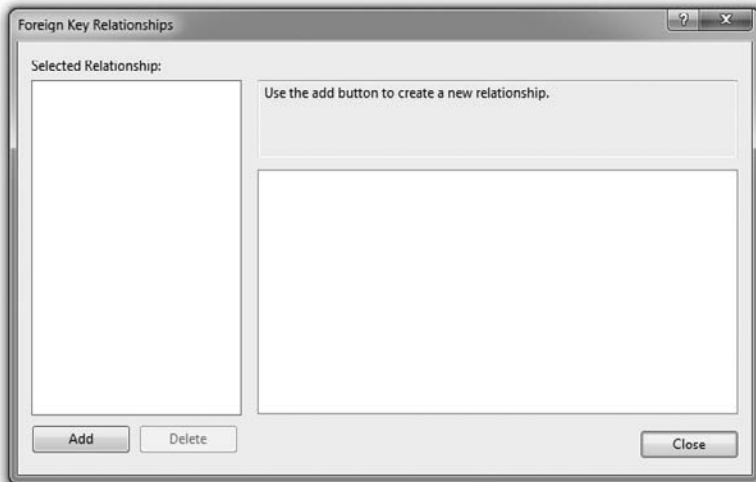 Foreign Key Relationships
?
Selected Relationship:
Use the add button to create a new relationship.
Add
Delete
Close